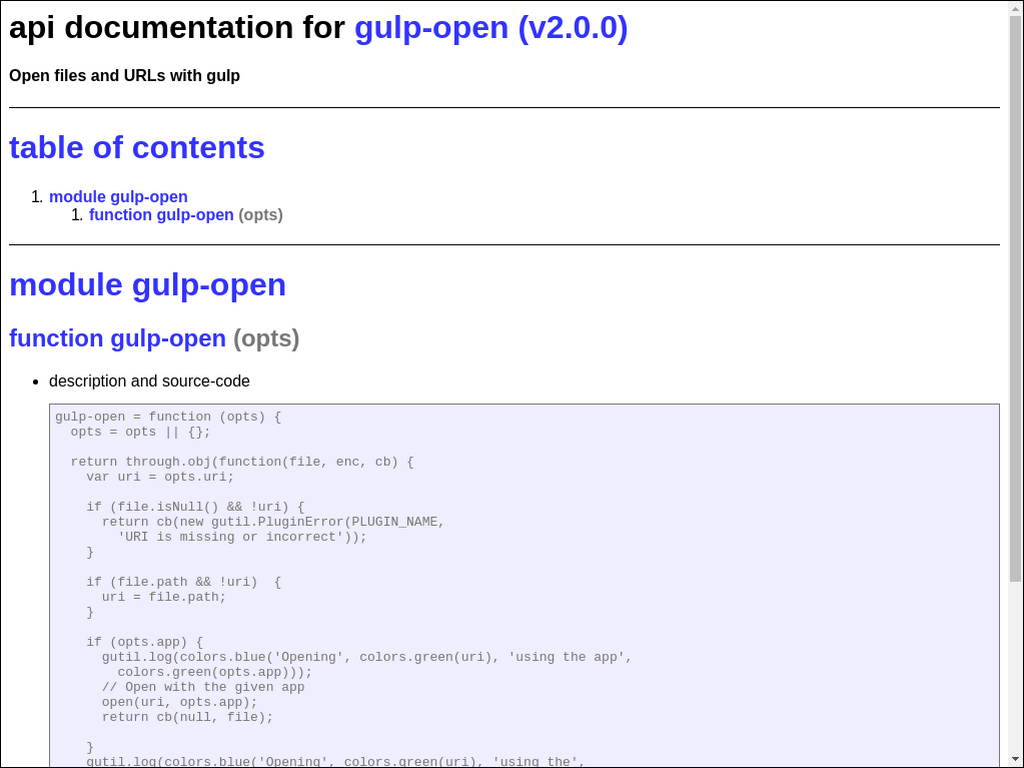 api documentation for gulp-open (v2.0.0)
Open files and URLs with gulp
table of contents
1. module gulp-open
1. function gulp-open (opts)
module gulp-open
function gulp-open (opts)
• description and source-code
gulp-open = function (opts) {
  opts = opts || {};

  return through.obj(function(file, enc, cb) {
    var uri = opts.uri;

    if (file.isNull() && !uri) {
      return cb(new gutil.PluginError(PLUGIN_NAME,
        'URI is missing or incorrect'));
    }

    if (file.path && !uri)  {
      uri = file.path;
    }

    if (opts.app) {
      gutil.log(colors.blue('Opening', colors.green(uri), 'using the app',
        colors.green(opts.app)));
      // Open with the given app
      open(uri, opts.app);
      return cb(null, file);

    }
    gutil.log(colors.blue('Opening', colors.green(uri), 'using the',